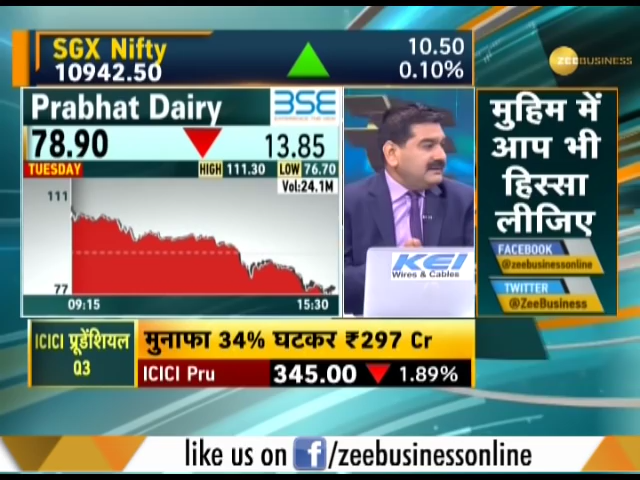 SGX Nifty
10942.50
10.50
0.10%
ZEEBUSINESS
Prabhat Dairy
BSE
EXPERIENCE THE NEW
78.90
13.85
TUESDAY
HIGH 111.30
LOW 76.70
Vol:24.1M
111
77
09:15
15:30
KEI
Wires & Cables
मुहिम में
आप भी
हिस्सा
लीजिए
FACEBOOK
@zeebusinessonline
TWITTER
@ZeeBusiness
ICICI प्रूडेंशियल
Q3
मुनाफा 34% घटकर ₹297 Cr
ICICI Pru
345.00
1.89%
like us on f/zeebusinessonline